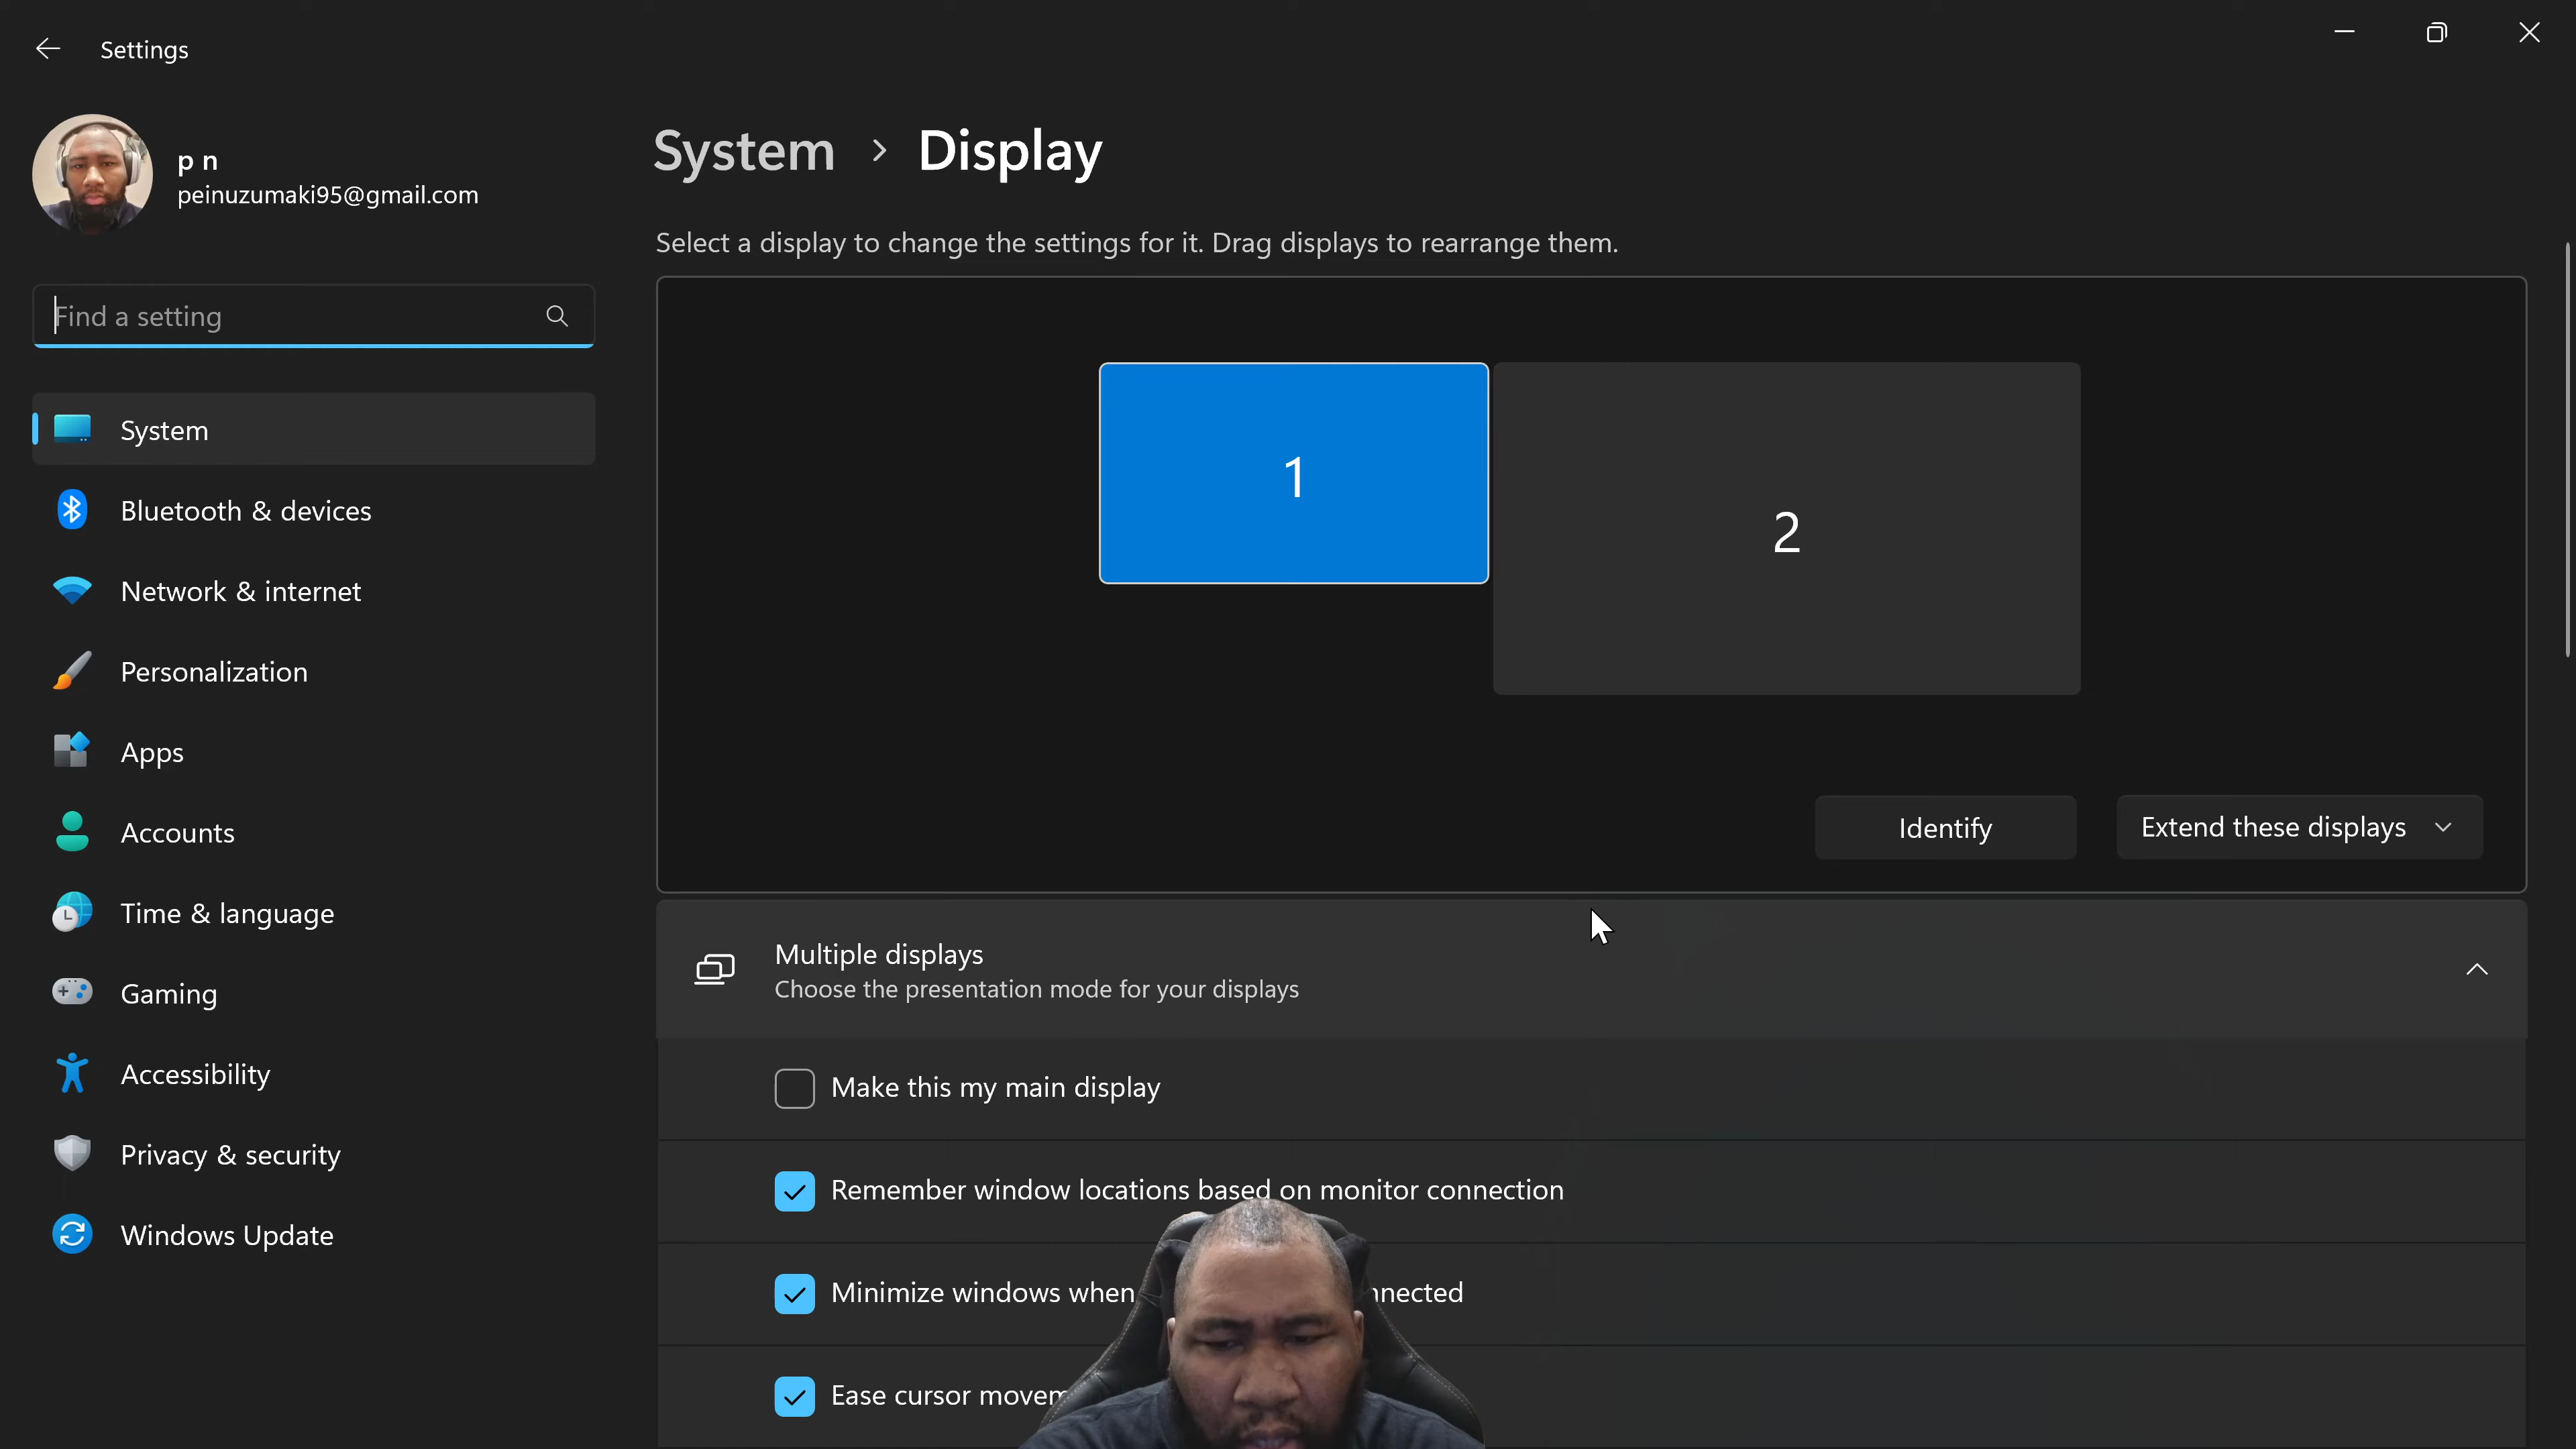 Settings
p n
peinuzumaki95@gmail.com
Find a setting
System
Bluetooth & devices
Network & internet
Personalization
Apps
Accounts
Time & language
Gaming
Accessibility
Privacy & security
Windows Update
System > Display
Select a display to change the settings for it. Drag displays to rearrange them.
1
2
Identify
Extend these displays
Multiple displays
Choose the presentation mode for your displays
Make this my main display
Remember window locations based on monitor connection
Minimize windows when
Ease cursor